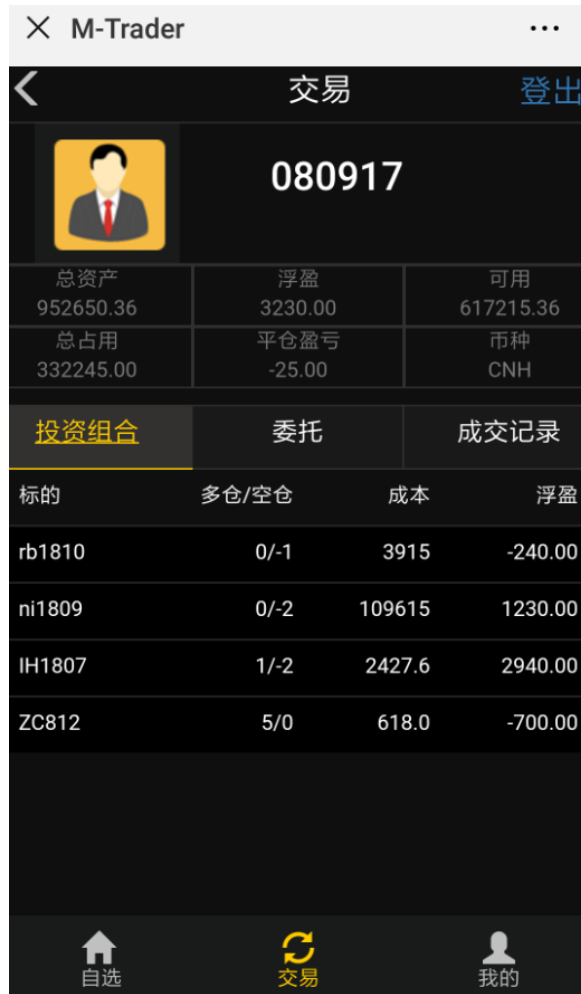 M-Trader
交易 登出
080917
总资产 浮盈 可用
952650.36 3230.00 617215.36
总占用 平仓盈亏 币种
332245.00 -25.00 CNH
投资组合 委托 成交记录
标的 多仓/空仓 成本 浮盈
rb1810 0/-1 3915 -240.00
ni1809 0/-2 109615 1230.00
IH1807 1/-2 2427.6 2940.00
ZC812 5/0 618.0 -700.00
自选 交易 我的